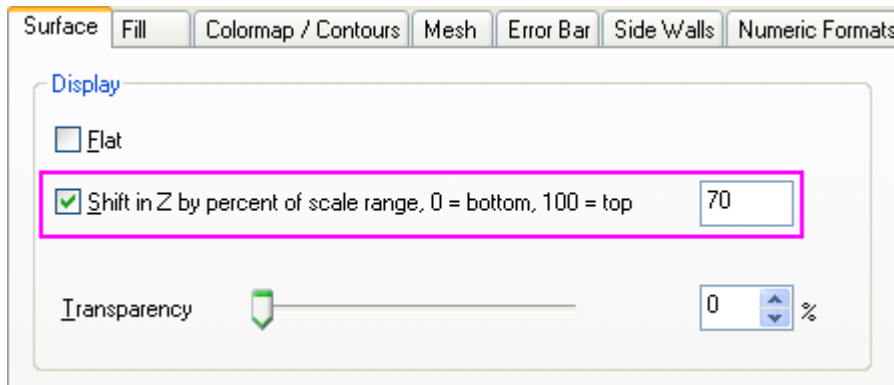 Surface Fill Colormap / Contours Mesh Error Bar Side Walls Numeric Formats
Display
Flat
Shift in Z by percent of scale range, 0 = bottom, 100 = top 70
Transparency 0 %